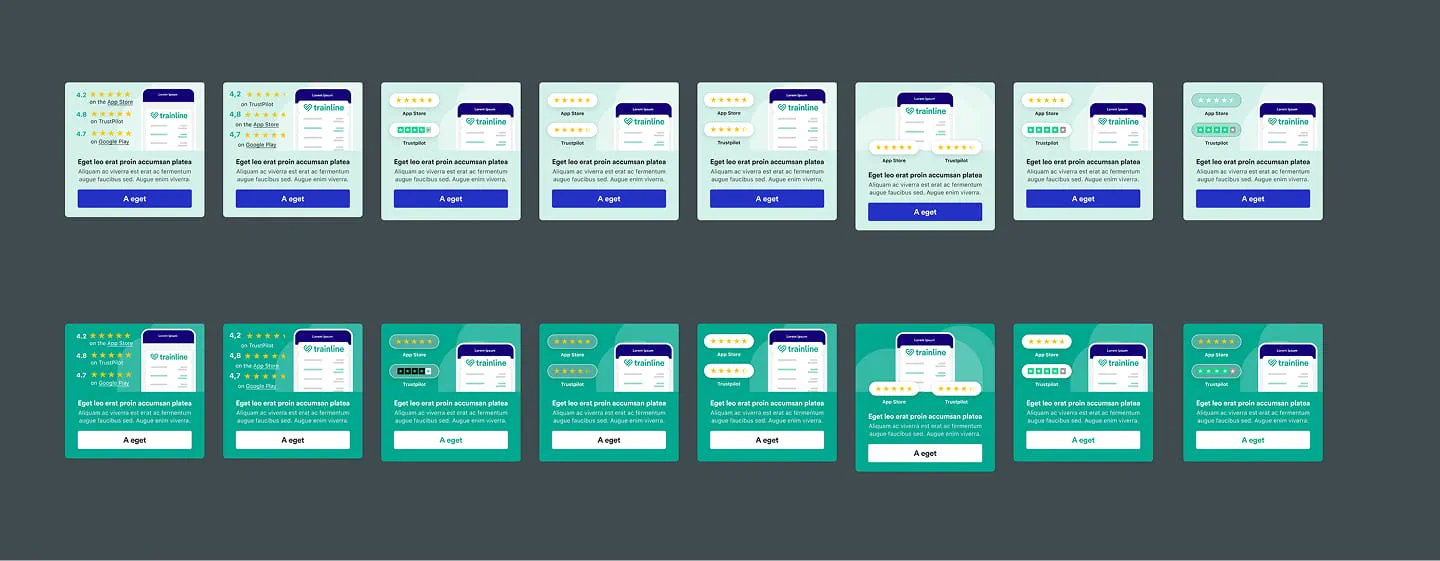 4.2
on the App Store
4.8
on TrustPilot
4.7
on Google Play
Lorem Ipsum
trainline
Eget leo erat proin accumsan platea
Aliquam ac viverra est erat ac fermentum
augue faucibus sed. Augue enim viverra.
A eget
4,2
on TrustPilot
4,8
on the App Store
4,7
on Google Play
Lorem Ipsum
trainline
Eget leo erat proin accumsan platea
Aliquam ac viverra est erat ac fermentum
augue faucibus sed. Augue enim viverra.
A eget
App Store
Trustpilot
Lorem Ipsum
trainline
Eget leo erat proin accumsan platea
Aliquam ac viverra est erat ac fermentum
augue faucibus sed. Augue enim viverra.
A eget
App Store
Trustpilot
Lorem Ipsum
trainline
Eget leo erat proin accumsan platea
Aliquam ac viverra est erat ac fermentum
augue faucibus sed. Augue enim viverra.
A eget
App Store
Trustpilot
Lorem Ipsum
trainline
Eget leo erat proin accumsan platea
Aliquam ac viverra est erat ac fermentum
augue faucibus sed. Augue enim viverra.
A eget
Lorem Ipsum
trainline
App Store
Trustpilot
Eget leo erat proin accumsan platea
Aliquam ac viverra est erat ac fermentum
augue faucibus sed. Augue enim viverra.
A eget
App Store
Trustpilot
Lorem Ipsum
trainline
Eget leo erat proin accumsan platea
Aliquam ac viverra est erat ac fermentum
augue faucibus sed. Augue enim viverra.
A eget
App Store
Trustpilot
Lorem Ipsum
trainline
Eget leo erat proin accumsan platea
Aliquam ac viverra est erat ac fermentum
augue faucibus sed. Augue enim viverra.
A eget
4.2
on the App Store
4.8
on TrustPilot
4.7
on Google Play
Lorem Ipsum
trainline
Eget leo erat proin accumsan platea
Aliquam ac viverra est erat ac fermentum
augue faucibus sed. Augue enim viverra.
A eget
4,2
on TrustPilot
4,8
on the App Store
4,7
on Google Play
Lorem Ipsum
trainline
Eget leo erat proin accumsan platea
Aliquam ac viverra est erat ac fermentum
augue faucibus sed. Augue enim viverra.
A eget
App Store
Trustpilot
Lorem Ipsum
trainline
Eget leo erat proin accumsan platea
Aliquam ac viverra est erat ac fermentum
augue faucibus sed. Augue enim viverra.
A eget
App Store
Trustpilot
Lorem Ipsum
trainline
Eget leo erat proin accumsan platea
Aliquam ac viverra est erat ac fermentum
augue faucibus sed. Augue enim viverra.
A eget
App Store
Trustpilot
Lorem Ipsum
trainline
Eget leo erat proin accumsan platea
Aliquam ac viverra est erat ac fermentum
augue faucibus sed. Augue enim viverra.
A eget
Lorem Ipsum
trainline
App Store
Trustpilot
Eget leo erat proin accumsan platea
Aliquam ac viverra est erat ac fermentum
augue faucibus sed. Augue enim viverra.
A eget
App Store
Trustpilot
Lorem Ipsum
trainline
Eget leo erat proin accumsan platea
Aliquam ac viverra est erat ac fermentum
augue faucibus sed. Augue enim viverra.
A eget
App Store
Trustpilot
Lorem Ipsum
trainline
Eget leo erat proin accumsan platea
Aliquam ac viverra est erat ac fermentum
augue faucibus sed. Augue enim viverra.
A eget